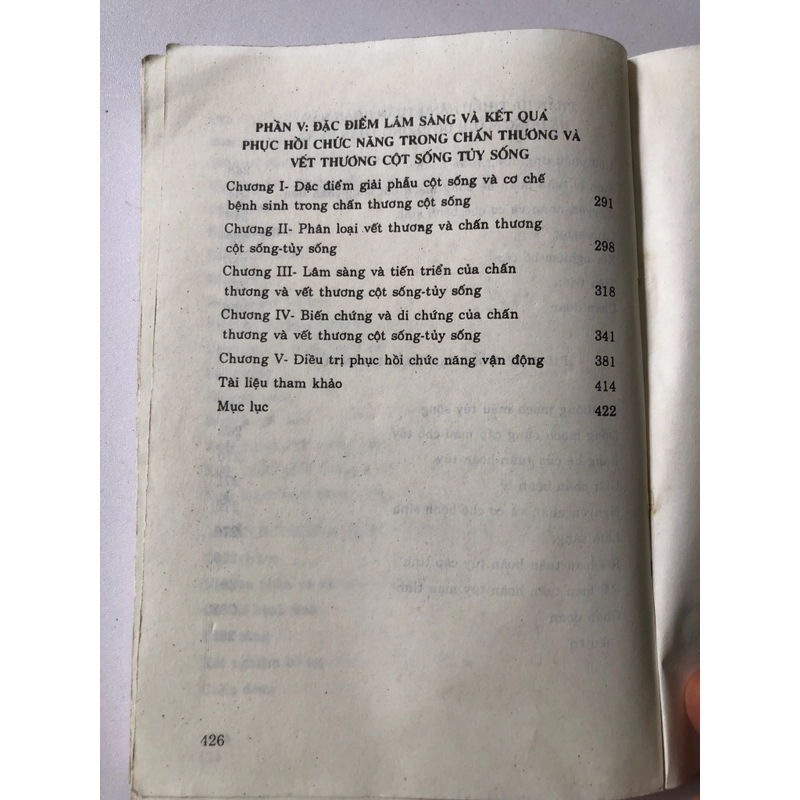 PHẦN V: ĐẶC ĐIỂM LÂM SÀNG VÀ KẾT QUẢ
PHỤC HỒI CHỨC NĂNG TRONG CHẤN THƯƠNG VÀ
VẾT THƯƠNG CỘT SỐNG TỦY SỐNG
Chương I- Đặc điểm giải phẫu cột sống và cơ chế
bệnh sinh trong chấn thương cột sống 291
Chương II- Phân loại vết thương và chấn thương
cột sống-tủy sống 298
Chương III- Lâm sàng và tiến triển của chấn
thương và vết thương cột sống-tủy sống 318
Chương IV- Biến chứng và di chứng của chấn
thương và vết thương cột sống-tủy sống 341
Chương V- Điều trị phục hồi chức năng vận động 381
Tài liệu tham khảo 414
Mục lục 422
426